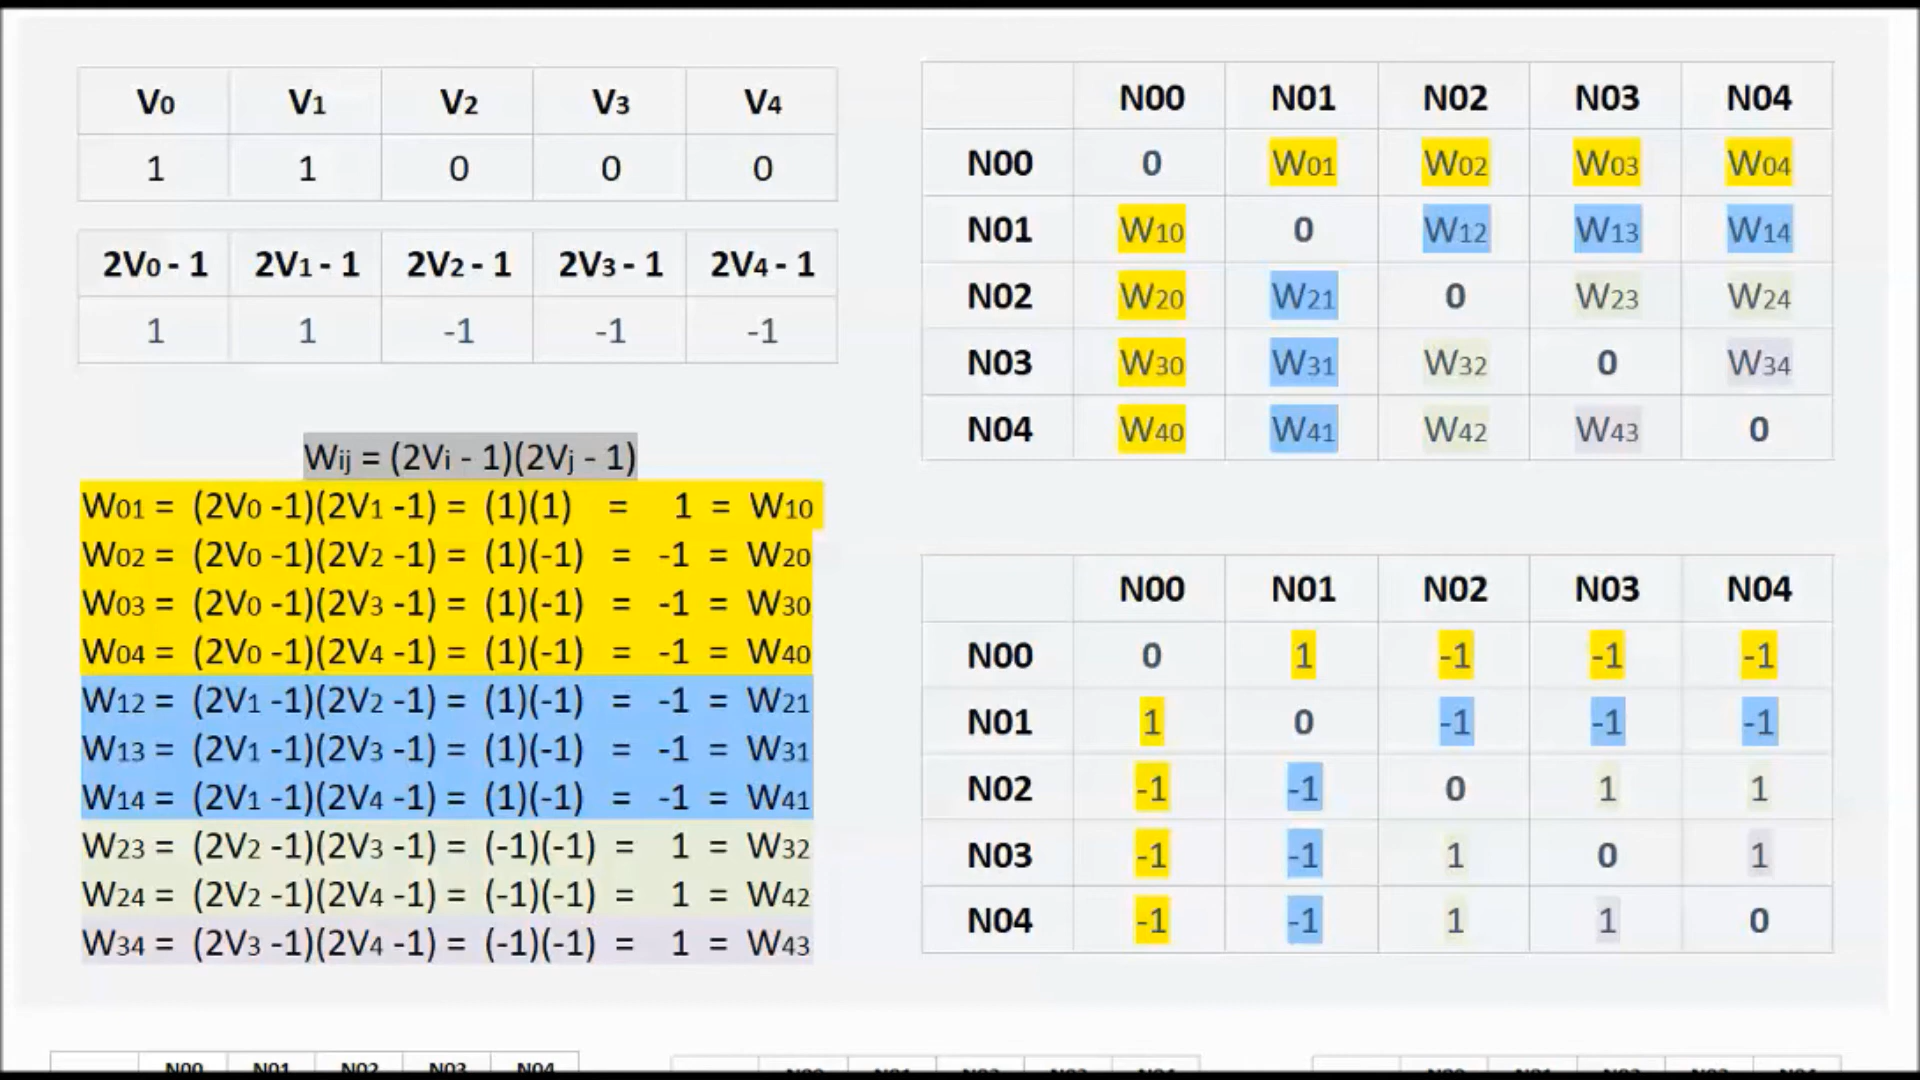 V0 V1 V2 V3 V4
1 1 0 0 0
2V0 - 1 2V1 - 1 2V2 - 1 2V3 - 1 2V4 - 1
1 1 -1 -1 -1
Wij = (2Vi - 1)(2Vj - 1)
W01 = (2V0 -1)(2V1 -1) = (1)(1) = 1 = W10
W02 = (2V0 -1)(2V2 -1) = (1)(-1) = -1 = W20
W03 = (2V0 -1)(2V3 -1) = (1)(-1) = -1 = W30
W04 = (2V0 -1)(2V4 -1) = (1)(-1) = -1 = W40
W12 = (2V1 -1)(2V2 -1) = (1)(-1) = -1 = W21
W13 = (2V1 -1)(2V3 -1) = (1)(-1) = -1 = W31
W14 = (2V1 -1)(2V4 -1) = (1)(-1) = -1 = W41
W23 = (2V2 -1)(2V3 -1) = (-1)(-1) = 1 = W32
W24 = (2V2 -1)(2V4 -1) = (-1)(-1) = 1 = W42
W34 = (2V3 -1)(2V4 -1) = (-1)(-1) = 1 = W43
N00 N01 N02 N03 N04
N00 0 W01 W02 W03 W04
N01 W10 0 W12 W13 W14
N02 W20 W21 0 W23 W24
N03 W30 W31 W32 0 W34
N04 W40 W41 W42 W43 0
N00 N01 N02 N03 N04
N00 0 1 -1 -1 -1
N01 1 0 -1 -1 -1
N02 -1 -1 0 1 1
N03 -1 -1 1 0 1
N04 -1 -1 1 1 0
N00 N01 N02 N03 N04